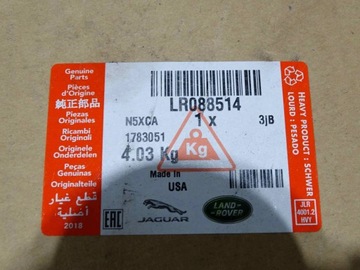 Genuine
Parts
Pièces
d'Origine
純正部品
Piezas
Originales
Ricambi
Originali
Originele
Onderdelen
Peças
Genuínas
Originalteile
قطع غيار
أصلية
2018
LR088514
N5XCA
1 x
3JB
1783051
4.03 Kg
Kg
Made In
USA
EAC
JAGUAR
LAND-
ROVER
HEAVY PRODUCT : SCHWER
LOURD : PESADO
JLR
4001.2
HVY